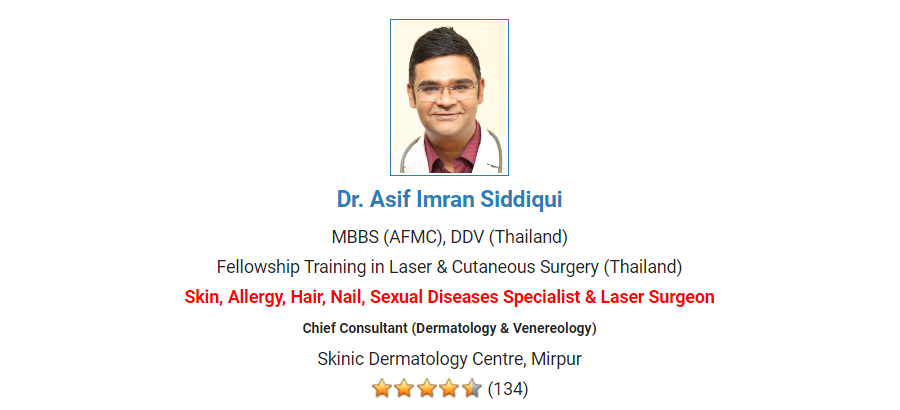 Dr. Asif Imran Siddiqui
MBBS (AFMC), DDV (Thailand)
Fellowship Training in Laser & Cutaneous Surgery (Thailand)
Skin, Allergy, Hair, Nail, Sexual Diseases Specialist & Laser Surgeon
Chief Consultant (Dermatology & Venereology)
Skinic Dermatology Centre, Mirpur
(134)